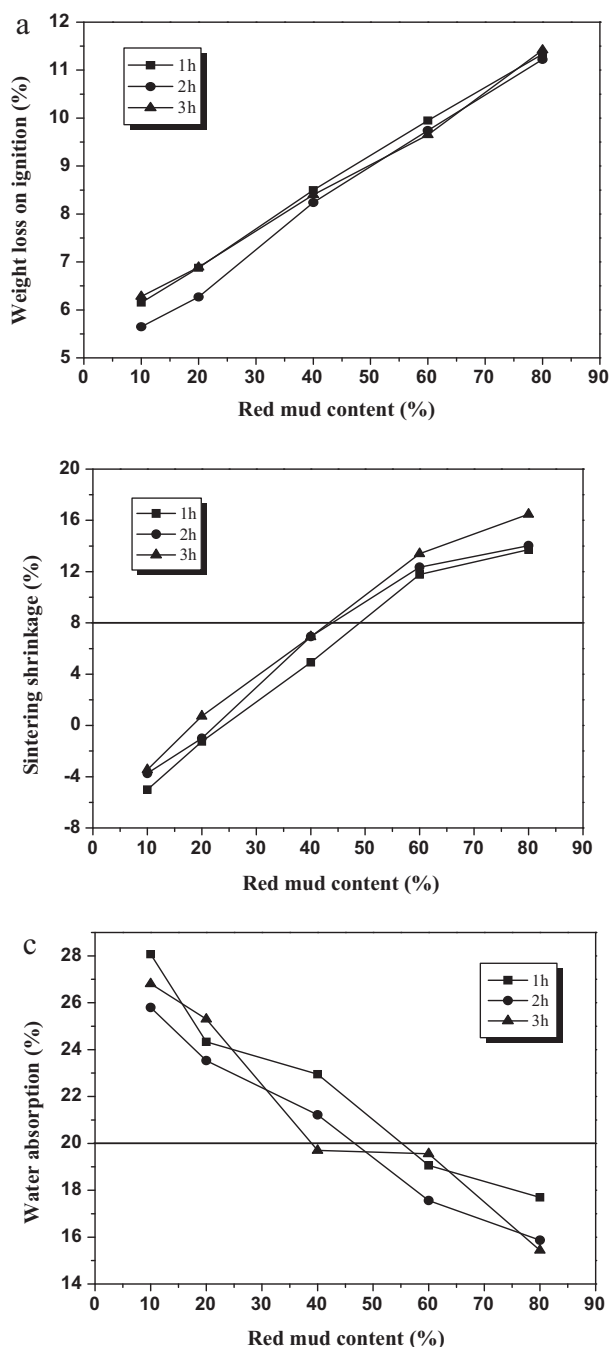 a
12
11
10
9
8
7
6
5
Weight loss on ignition (%)
1h
2h
3h
0 10 20 30 40 50 60 70 80 90
Red mud content (%)
20
16
12
8
4
0
-4
-8
Sintering shrinkage (%)
1h
2h
3h
0 10 20 30 40 50 60 70 80 90
Red mud content (%)
c
28
26
24
22
20
18
16
14
Water absorption (%)
1h
2h
3h
0 10 20 30 40 50 60 70 80 90
Red mud content (%)